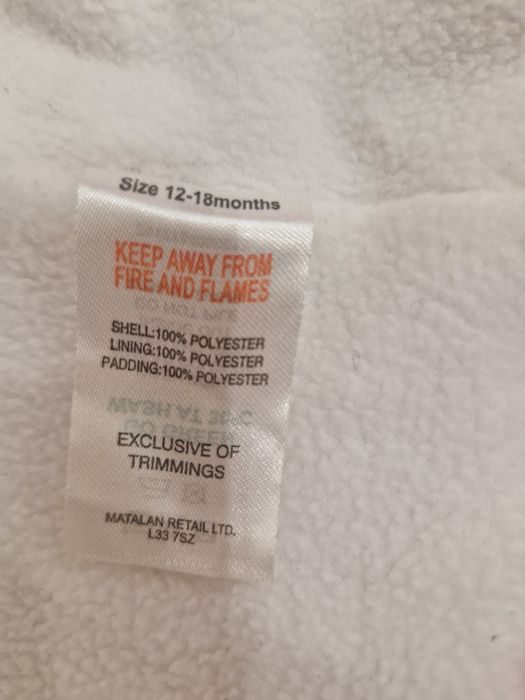 Size 12-18months
KEEP AWAY FROM
FIRE AND FLAMES
SHELL:100% POLYESTER
LINING:100% POLYESTER
PADDING:100% POLYESTER
EXCLUSIVE OF
TRIMMINGS
MATALAN RETAIL LTD.
L33 7SZ